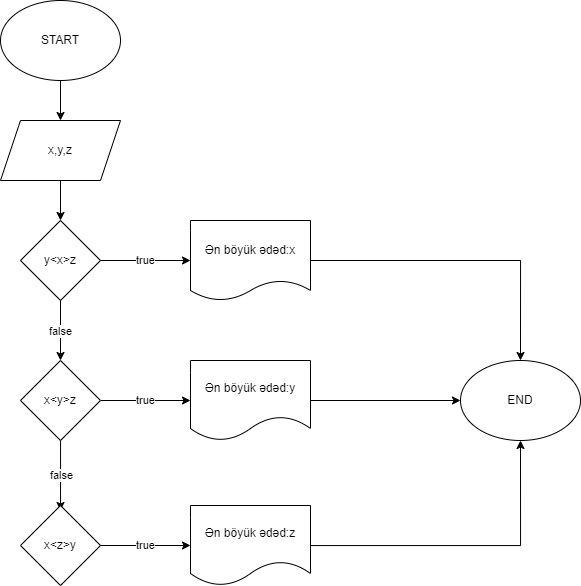 START
x,y,z
y<x>z
true
Ən böyük ədəd:x
false
x<y>z
true
Ən böyük ədəd:y
END
false
x<z>y
true
Ən böyük ədəd:z